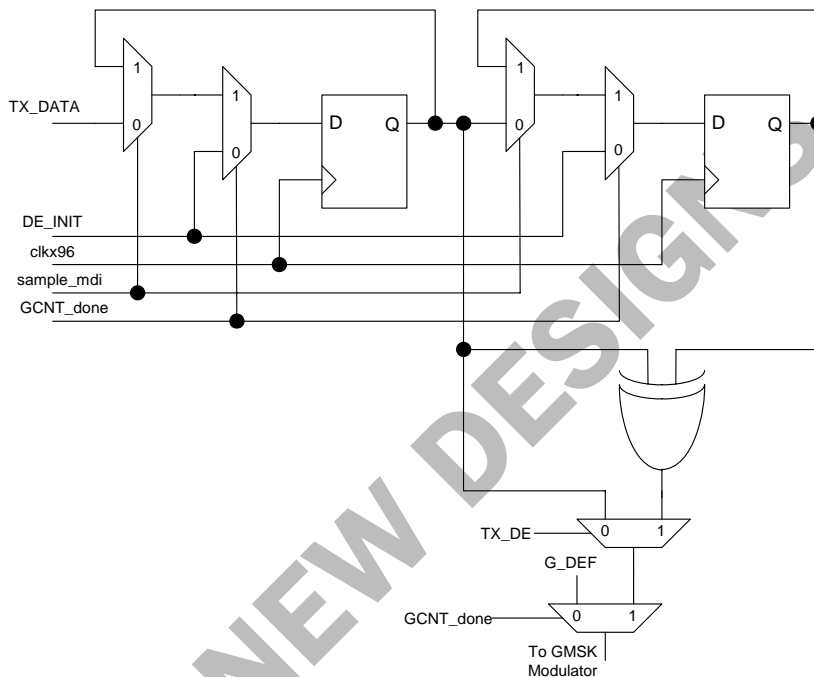 1
1
TX_DATA
0
1
D
Q
0
1
D
Q
0
0
DE_INIT
clkx96
sample_mdi
GCNT_done
NEW DESIGNS
TX_DE
0
1
G_DEF
GCNT_done
0
1
To GMSK
Modulator